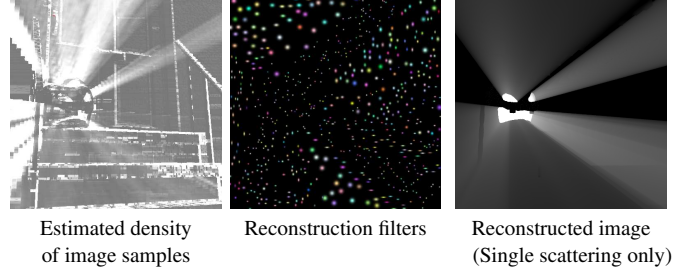 Estimated density
of image samples
Reconstruction filters
Reconstructed image
(Single scattering only)